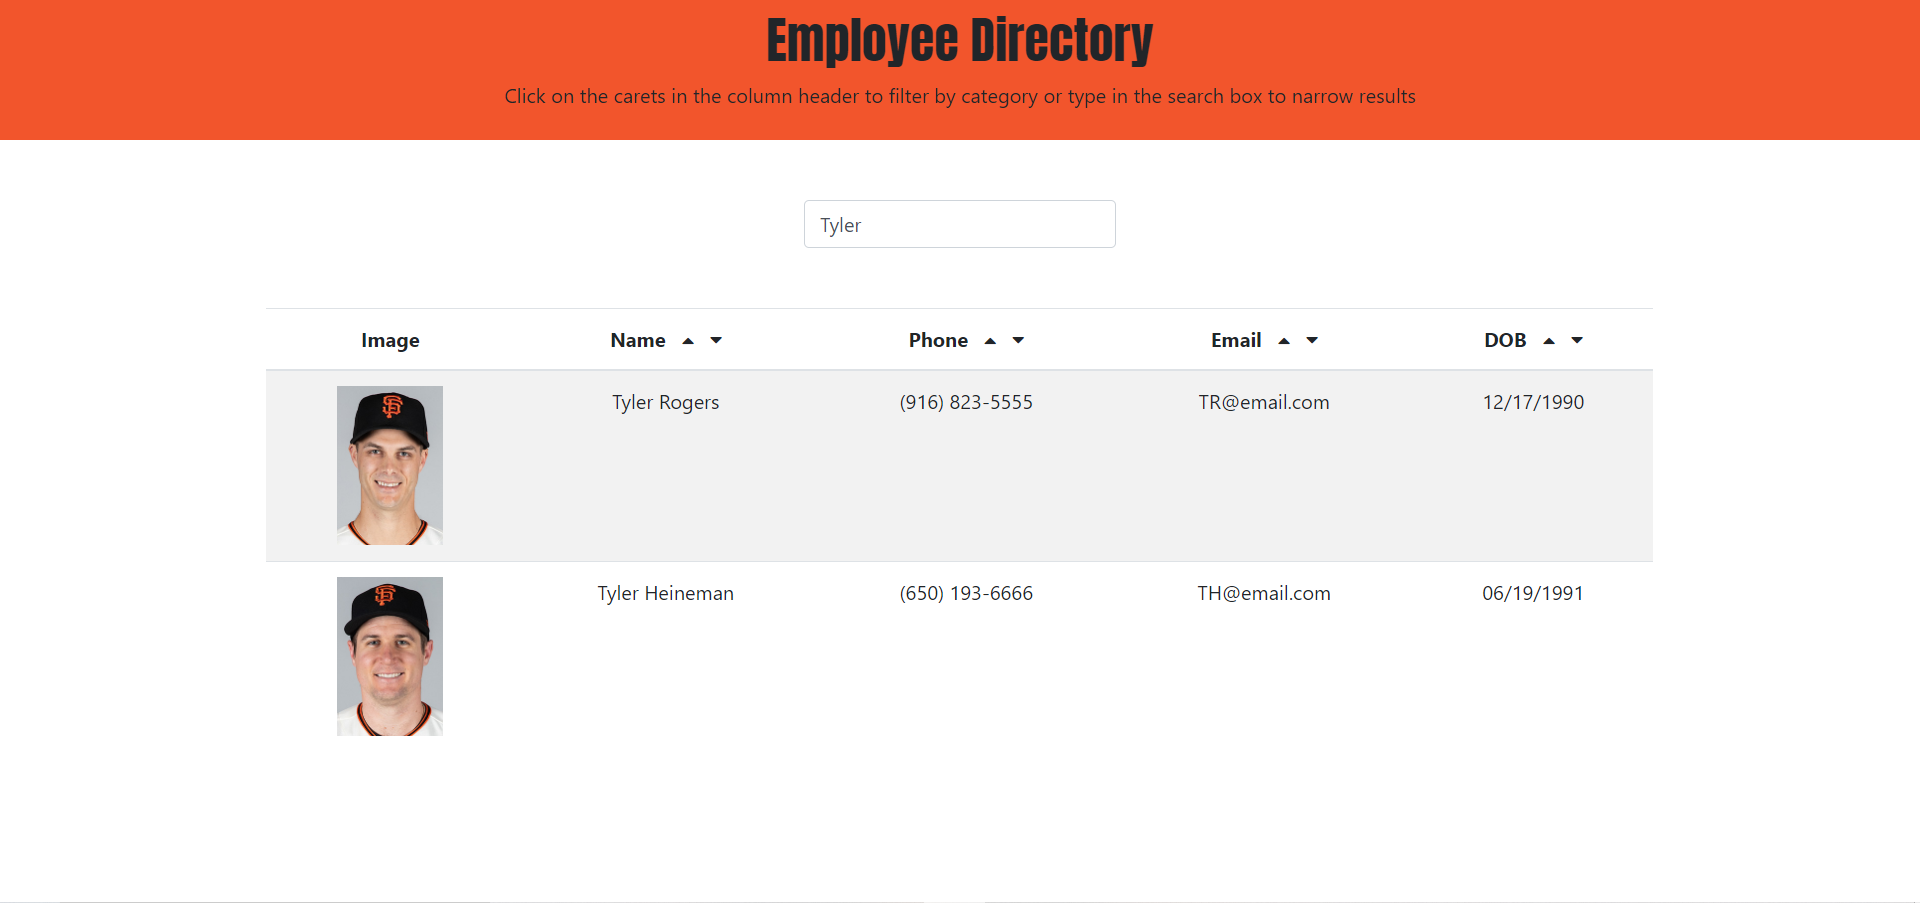 Employee Directory
Click on the carets in the column header to filter by category or type in the search box to narrow results
Tyler
Image Name Phone Email DOB
SF
Tyler Rogers (916) 823-5555 TR@email.com 12/17/1990
SF
Tyler Heineman (650) 193-6666 TH@email.com 06/19/1991